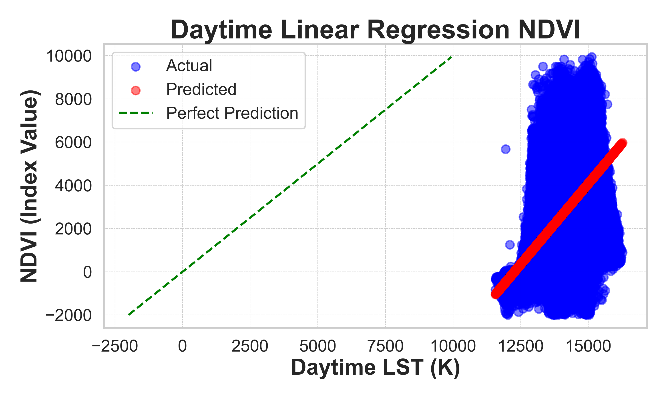 Daytime Linear Regression NDVI
Actual
Predicted
Perfect Prediction
NDVI (Index Value)
10000
8000
6000
4000
2000
0
−2000
−2500
0
2500
5000
7500
10000
12500
15000
Daytime LST (K)